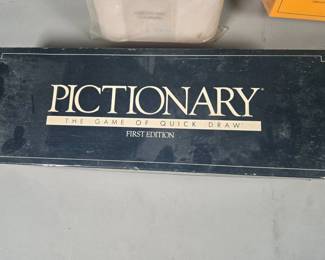 PICTIONARY
THE GAME OF QUICK DRAW
FIRST EDITION